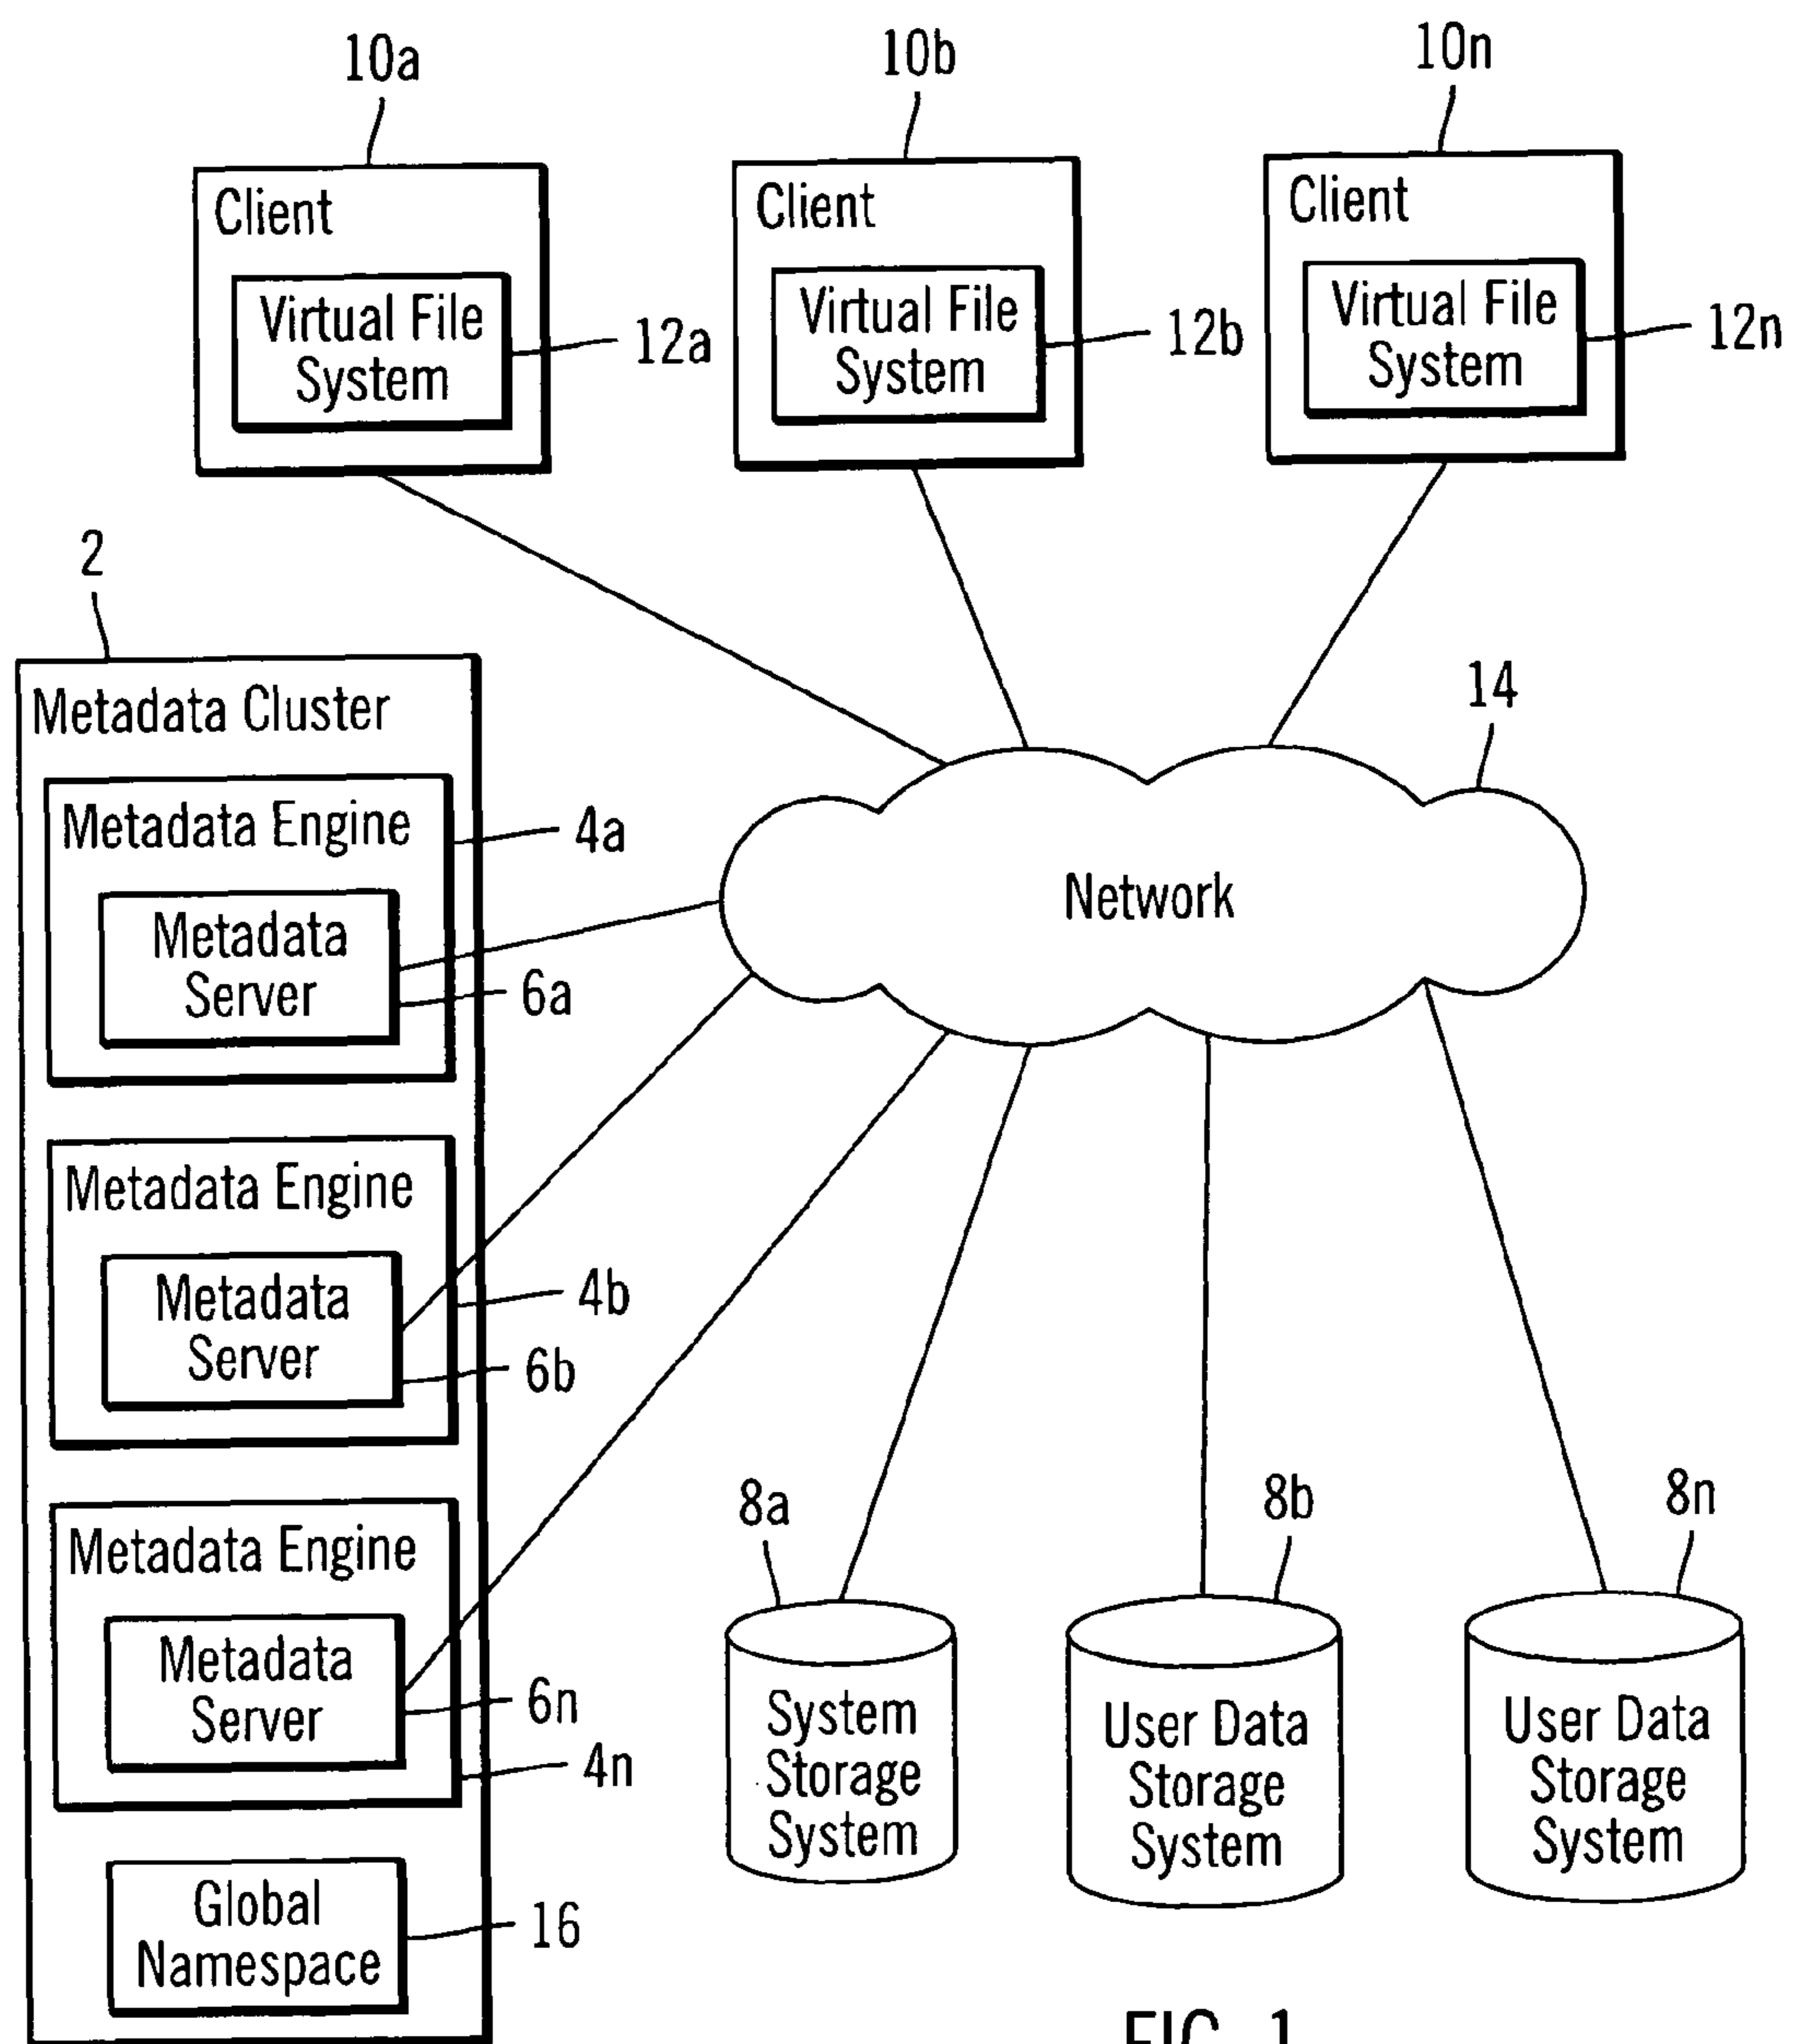 10a
10b
10n
Client
Virtual File
System
12a
Client
Virtual File
System
12b
Client
Virtual File
System
12n
2
Metadata Cluster
Metadata Engine
4a
Metadata
Server
6a
Metadata Engine
4b
Metadata
Server
6b
Metadata Engine
Metadata
Server
6n
4n
Global
Namespace
16
14
Network
8a
System
Storage
System
8b
User Data
Storage
System
8n
User Data
Storage
System
FIG. 1